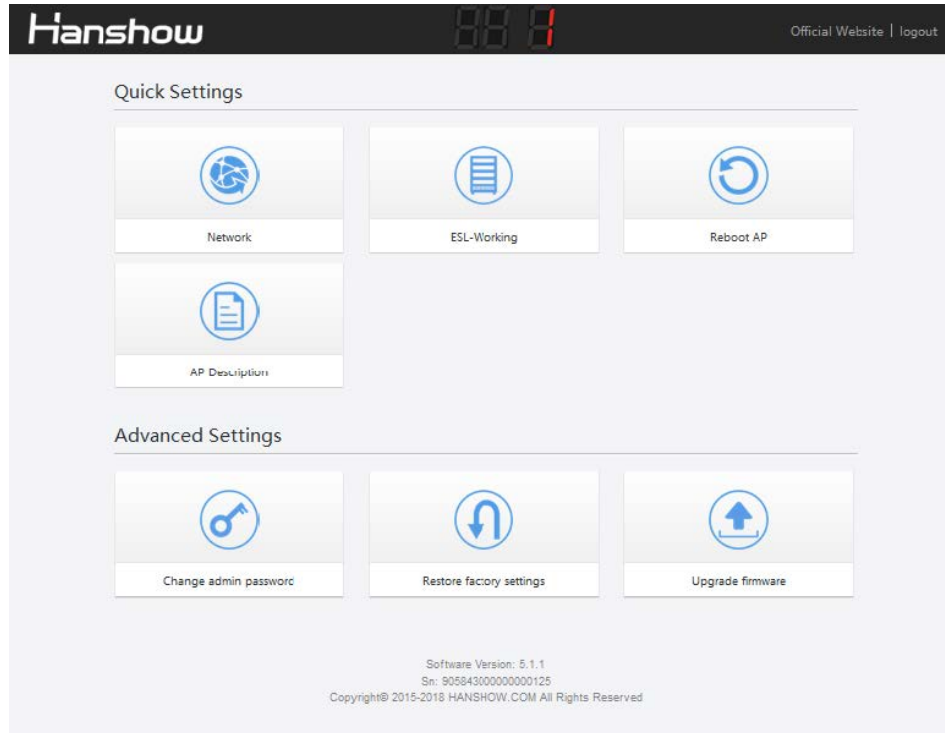 Hanshow
1
Official Website | logout
Quick Settings
Network
ESL-Working
Reboot AP
AP Description
Advanced Settings
Change admin password
Restore factory settings
Upgrade firmware
Software Version: 5.1.1
Sn: 905843000000000125
Copyright® 2015-2018 HANSHOW.COM All Rights Reserved